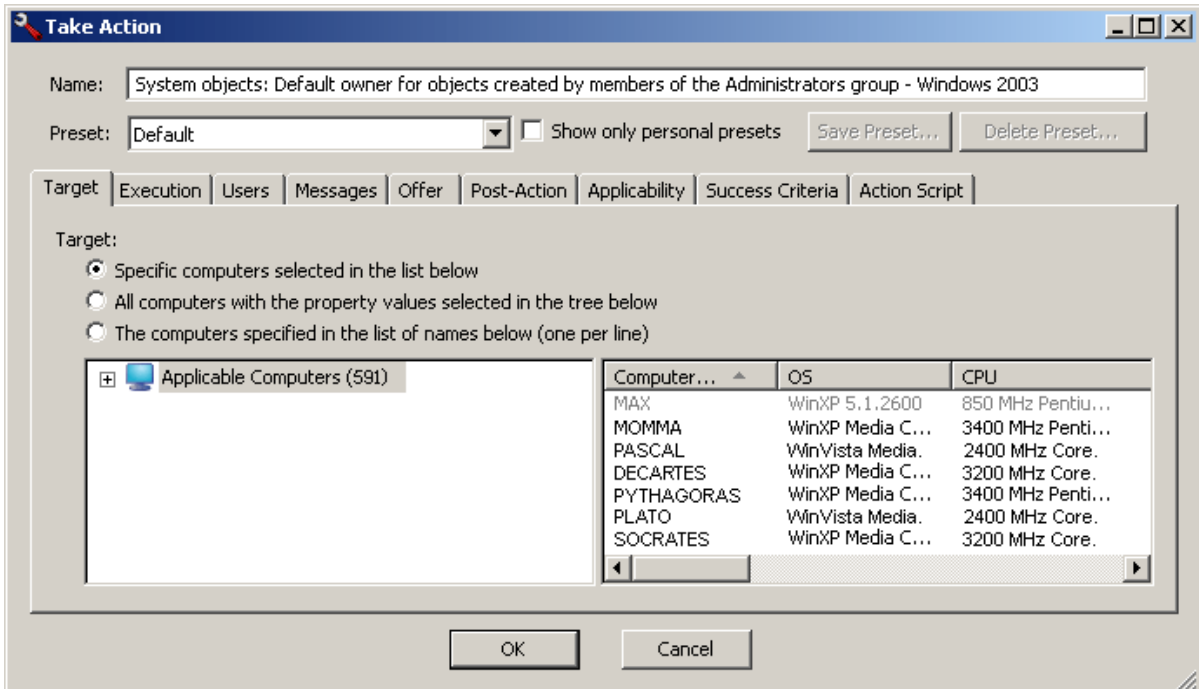 Take Action
Name: System objects: Default owner for objects created by members of the Administrators group - Windows 2003
Preset: Default Show only personal presets Save Preset... Delete Preset...
Target Execution Users Messages Offer Post-Action Applicability Success Criteria Action Script
Target:
Specific computers selected in the list below
All computers with the property values selected in the tree below
The computers specified in the list of names below (one per line)
Applicable Computers (591) Computer... OS CPU
MAX WinXP 5.1.2600 850 MHz Pentiu...
MOMMA WinXP Media C... 3400 MHz Penti...
PASCAL WinVista Media. 2400 MHz Core.
DECARTES WinXP Media C... 3200 MHz Core.
PYTHAGORAS WinXP Media C... 3400 MHz Penti...
PLATO WinVista Media. 2400 MHz Core.
SOCRATES WinXP Media C... 3200 MHz Core.
OK Cancel